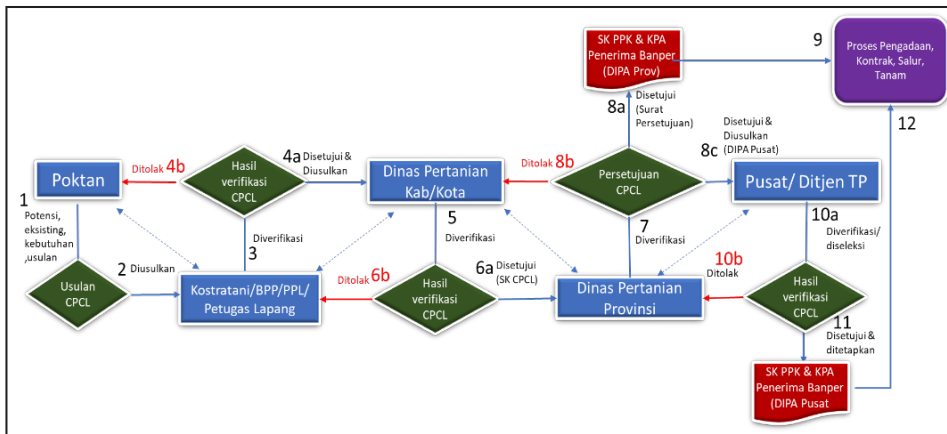 SK PPK & KPA
Penerima Banper
(DIPA Prov)
9
Proses Pengadaan,
Kontrak, Salur,
Tanam
8a
Disetujui
(Surat
Persetujuan)
12
Poktan
Ditolak 4b
Hasil
verifikasi
CPCL
4a
Disetujui &
Diusulkan
Dinas Pertanian
Kab/Kota
Ditolak 8b
Persetujuan
CPCL
Disetujui &
Diusulkan
8c (DIPA Pusat)
Pusat/ Ditjen TP
1
Potensi,
eksisting,
kebutuhan
,usulan
3
Diverifikasi
5
Diverifikasi
7
Diverifikasi
10a
Diverifikasi/
diseleksi
Usulan
CPCL
2 Diusulkan
Kostratani/BPP/PPL/
Petugas Lapang
Ditolak 6b
Hasil
verifikasi
CPCL
6a Disetujui
(SK CPCL)
Dinas Pertanian
Provinsi
10b
Ditolak
Hasil
verifikasi
CPCL
11
Disetujui &
ditetapkan
SK PPK & KPA
Penerima Banper
(DIPA Pusat